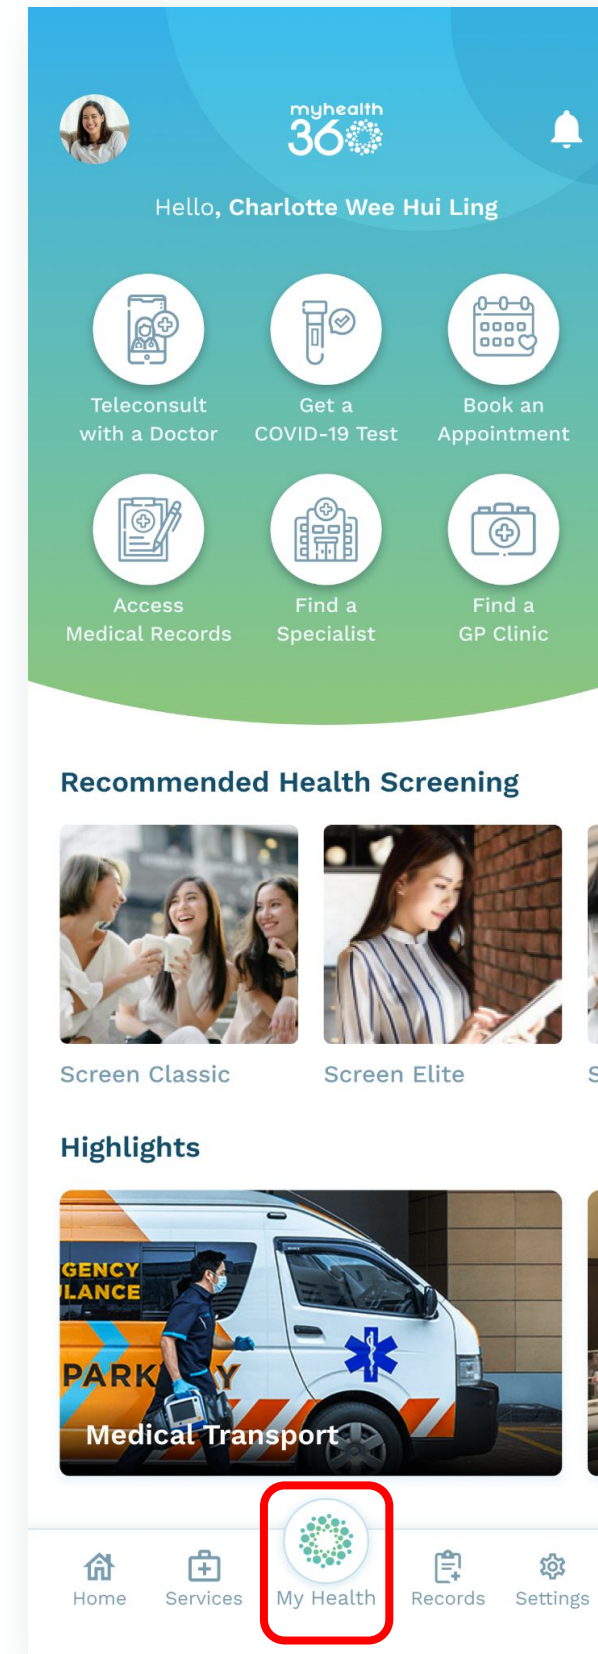 myhealth
360
Hello, Charlotte Wee Hui Ling
Teleconsult
with a Doctor
Get a
COVID-19 Test
Book an
Appointment
Access
Medical Records
Find a
Specialist
Find a
GP Clinic
Recommended Health Screening
Screen Classic
Screen Elite
S
Highlights
GENCY
LANCE
PARK Y
Medical Transport
Home
Services
My Health
Records
Settings